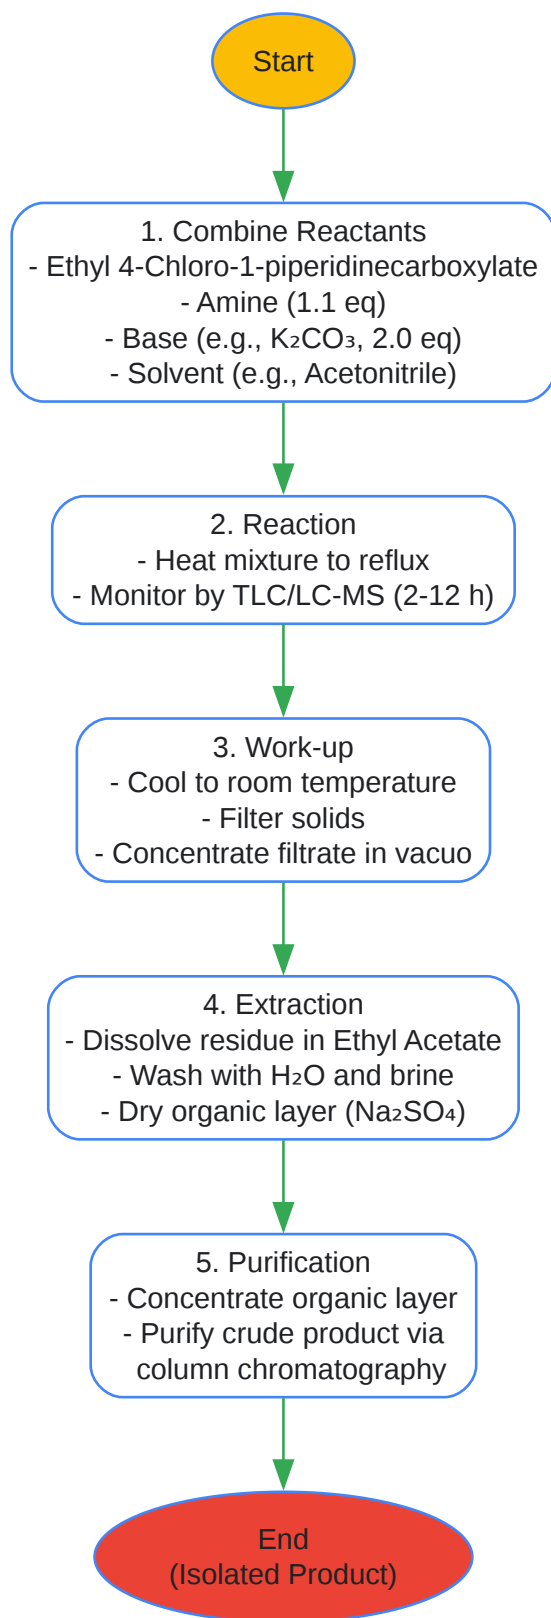 Start
1. Combine Reactants
- Ethyl 4-Chloro-1-piperidinecarboxylate
- Amine (1.1 eq)
- Base (e.g., K₂CO₃, 2.0 eq)
- Solvent (e.g., Acetonitrile)
2. Reaction
- Heat mixture to reflux
- Monitor by TLC/LC-MS (2-12 h)
3. Work-up
- Cool to room temperature
- Filter solids
- Concentrate filtrate in vacuo
4. Extraction
- Dissolve residue in Ethyl Acetate
- Wash with H₂O and brine
- Dry organic layer (Na₂SO₄)
5. Purification
- Concentrate organic layer
- Purify crude product via
column chromatography
End
(Isolated Product)